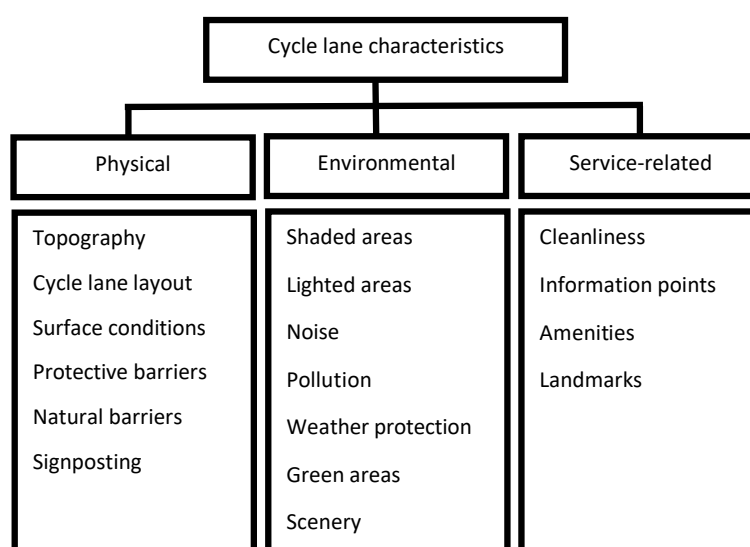 Cycle lane characteristics
Physical
Environmental
Service-related
Topography
Cycle lane layout
Surface conditions
Protective barriers
Natural barriers
Signposting
Shaded areas
Lighted areas
Noise
Pollution
Weather protection
Green areas
Scenery
Cleanliness
Information points
Amenities
Landmarks